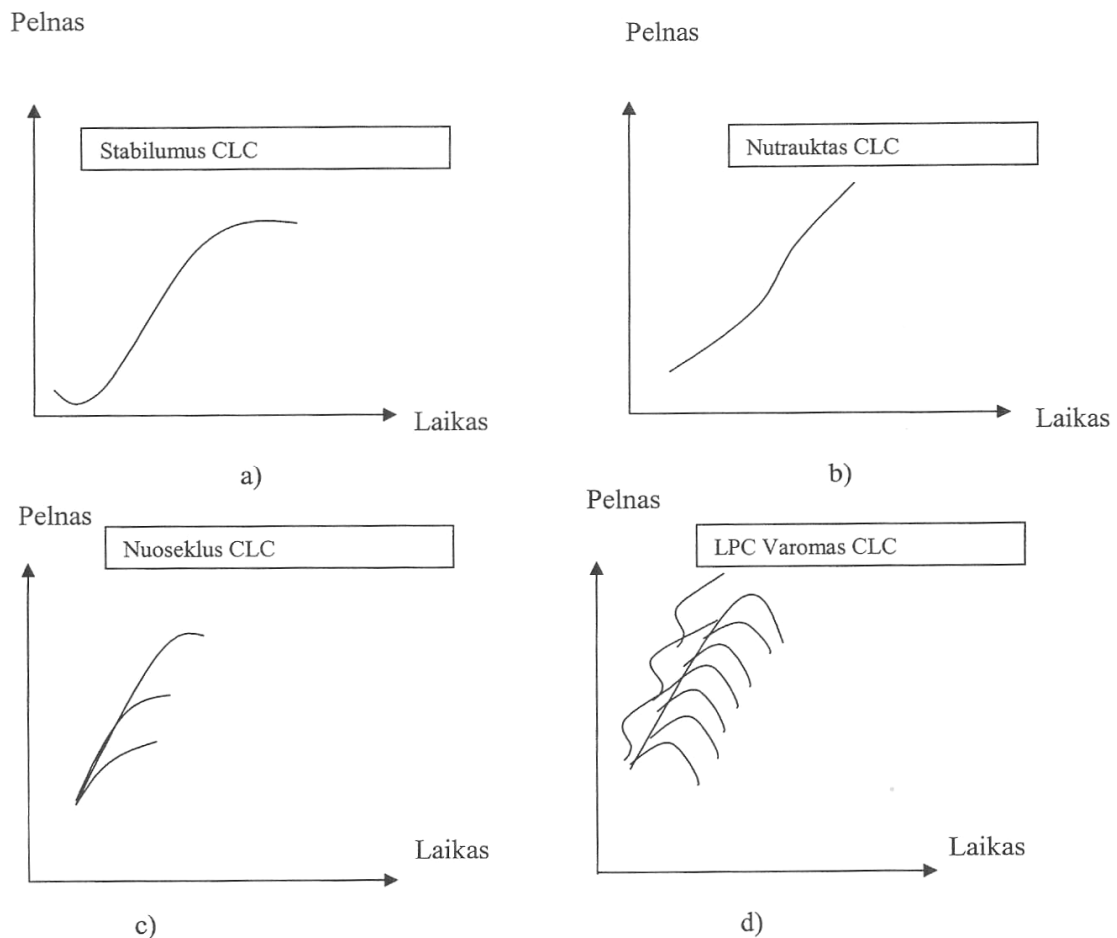 Pelnas
Pelnas
Stabilumus CLC
Nutrauktas CLC
Laikas
Laikas
a)
b)
Pelnas
Pelnas
Nuoseklus CLC
LPC Varomas CLC
Laikas
Laikas
c)
d)